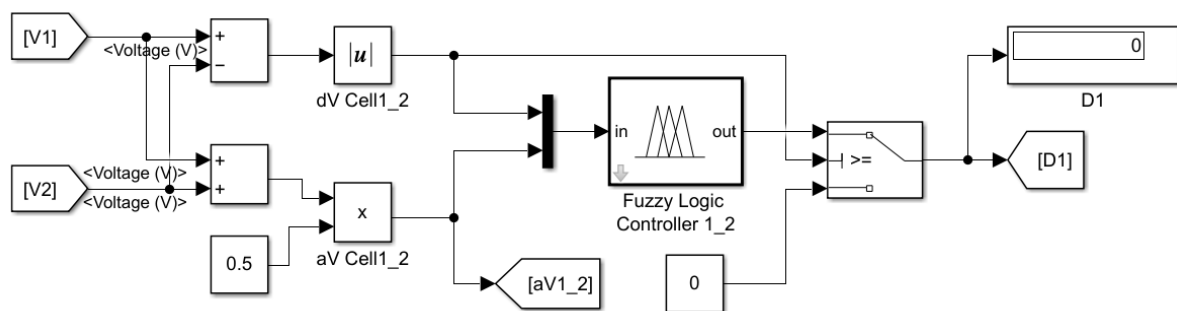 [V1]
<Voltage (V)>
+
−
|u|
dV Cell1_2
0
D1
in
out
Fuzzy Logic
Controller 1_2
>=
[D1]
[V2]
<Voltage (V)>
<Voltage (V)>
+
+
x
aV Cell1_2
0.5
[aV1_2]
0